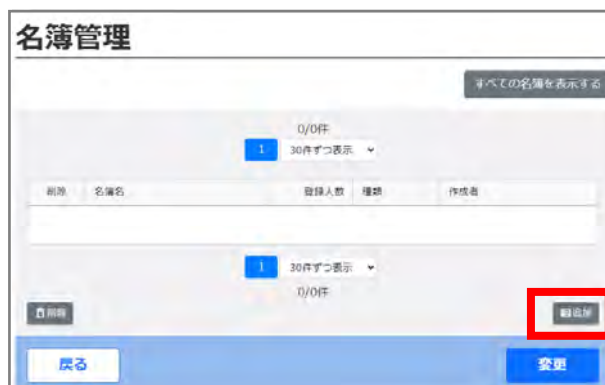 名簿管理
すべての名簿を表示する
0/0件
1 30件ずつ表示
削除 名簿名 登録人数 種類 作成者
1 30件ずつ表示
0/0件
削除 追加
戻る 変更